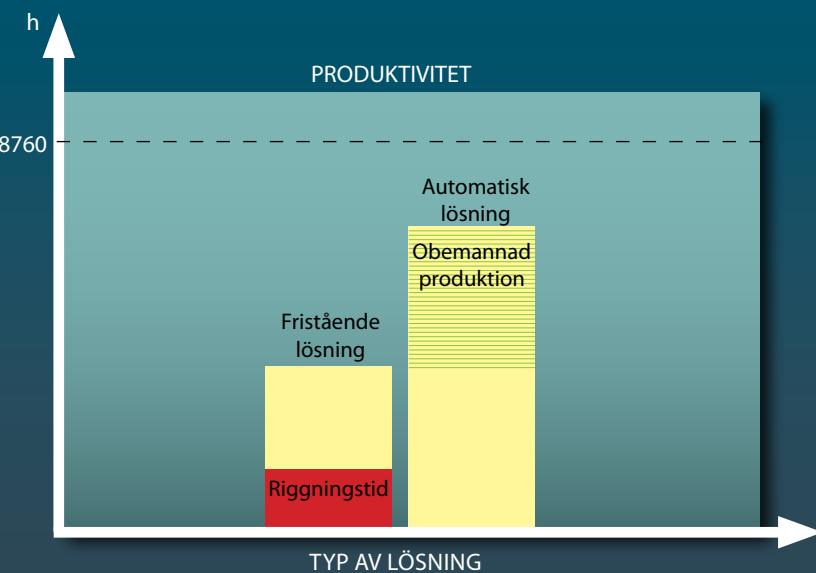 h
PRODUKTIVITET
8760
Automatisk
lösning
Obemannad
produktion
Fristående
lösning
Riggningstid
TYP AV LÖSNING